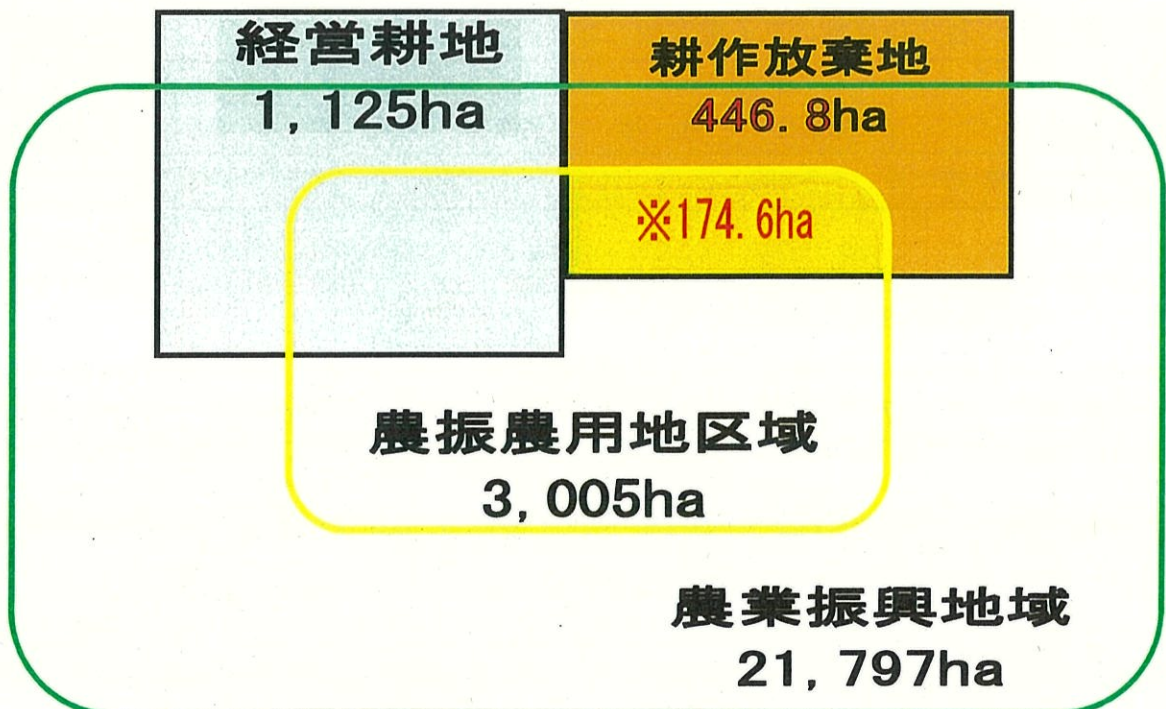 経営耕地
1,125ha
耕作放棄地
446.8ha
※174.6ha
農振農用地区域
3,005ha
農業振興地域
21,797ha